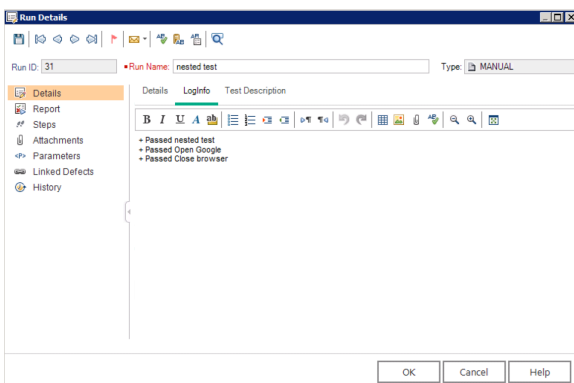 Run Details
Run ID: 31 Run Name: nested test Type: MANUAL
Details
Report
Steps
Attachments
Parameters
Linked Defects
History
Details LogInfo Test Description
B I U A ab
+ Passed nested test
+ Passed Open Google
+ Passed Close browser
OK Cancel Help